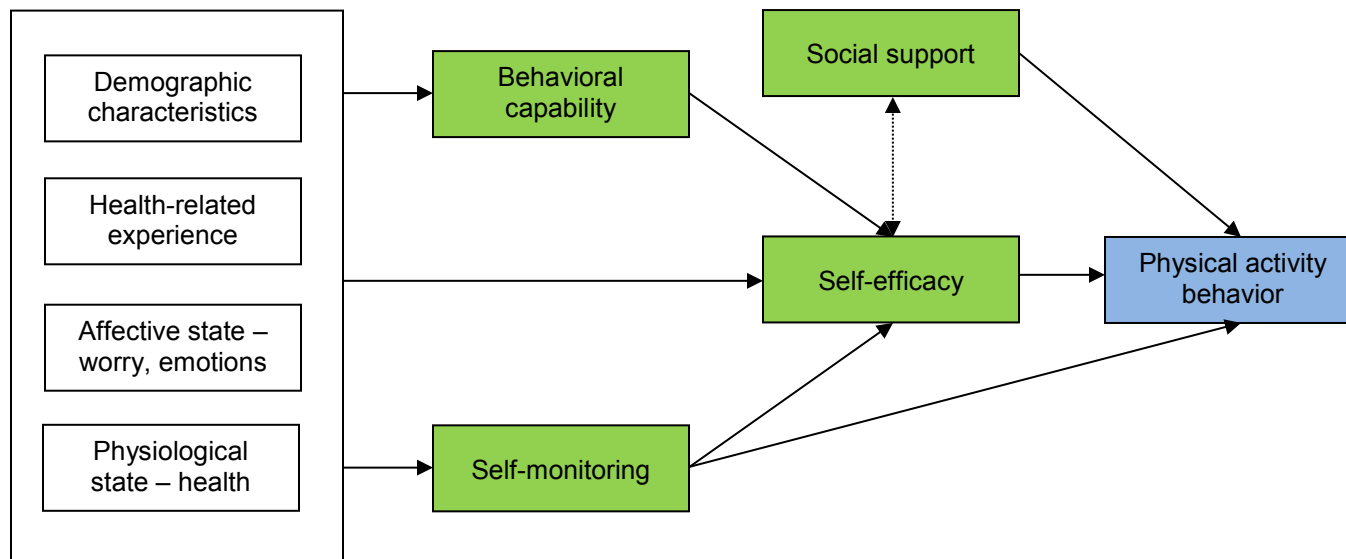 Demographic
characteristics
Health-related
experience
Affective state –
worry, emotions
Physiological
state – health
Behavioral
capability
Self-monitoring
Social support
Self-efficacy
Physical activity
behavior